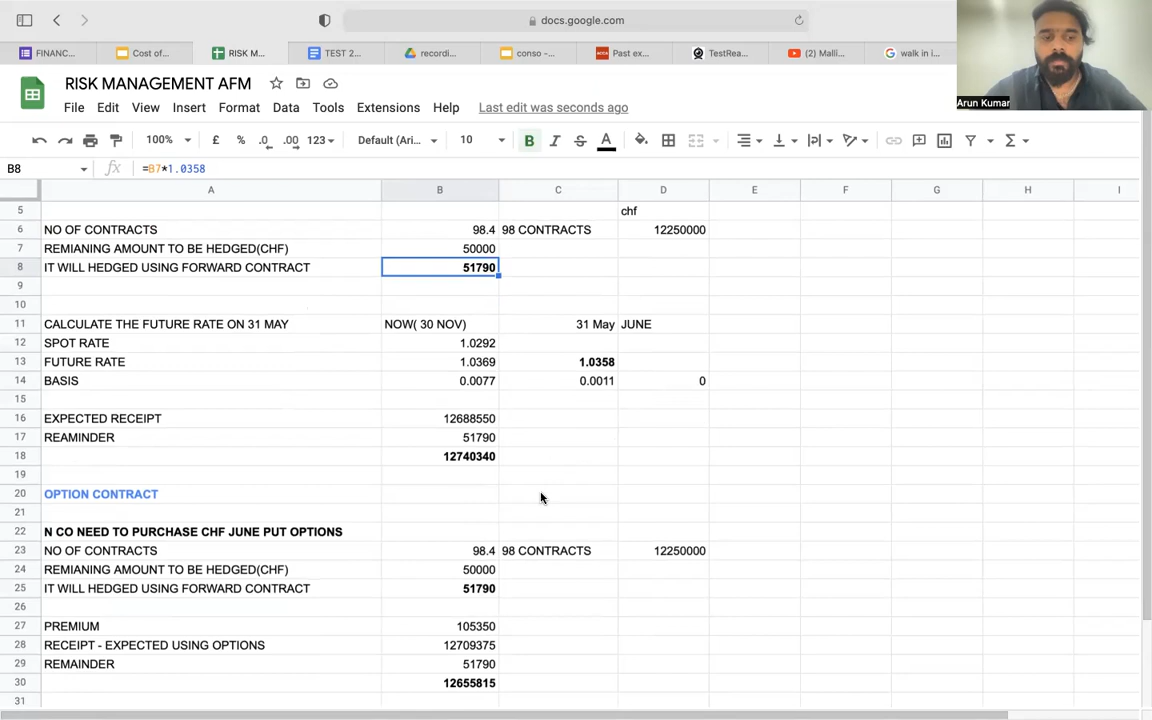 docs.google.com
FINANC...
Cost of...
RISK M...
TEST 2...
recordi...
conso -...
Past ex...
TestRea...
(2) Malli...
walk in i...
Arun Kumar
RISK MANAGEMENT AFM
File Edit View Insert Format Data Tools Extensions Help Last edit was seconds ago
100% £ % .0 .00 123 Default (Ari... 10 B I S A
B8 fx =B7*1.0358
A B C D E F G H I
5 chf
6 NO OF CONTRACTS 98.4 98 CONTRACTS 12250000
7 REMIANING AMOUNT TO BE HEDGED(CHF) 50000
8 IT WILL HEDGED USING FORWARD CONTRACT 51790
9
10
11 CALCULATE THE FUTURE RATE ON 31 MAY NOW( 30 NOV) 31 May JUNE
12 SPOT RATE 1.0292
13 FUTURE RATE 1.0369 1.0358
14 BASIS 0.0077 0.0011 0
15
16 EXPECTED RECEIPT 12688550
17 REAMINDER 51790
18 12740340
19
20 OPTION CONTRACT
21
22 N CO NEED TO PURCHASE CHF JUNE PUT OPTIONS
23 NO OF CONTRACTS 98.4 98 CONTRACTS 12250000
24 REMIANING AMOUNT TO BE HEDGED(CHF) 50000
25 IT WILL HEDGED USING FORWARD CONTRACT 51790
26
27 PREMIUM 105350
28 RECEIPT - EXPECTED USING OPTIONS 12709375
29 REMAINDER 51790
30 12655815
31